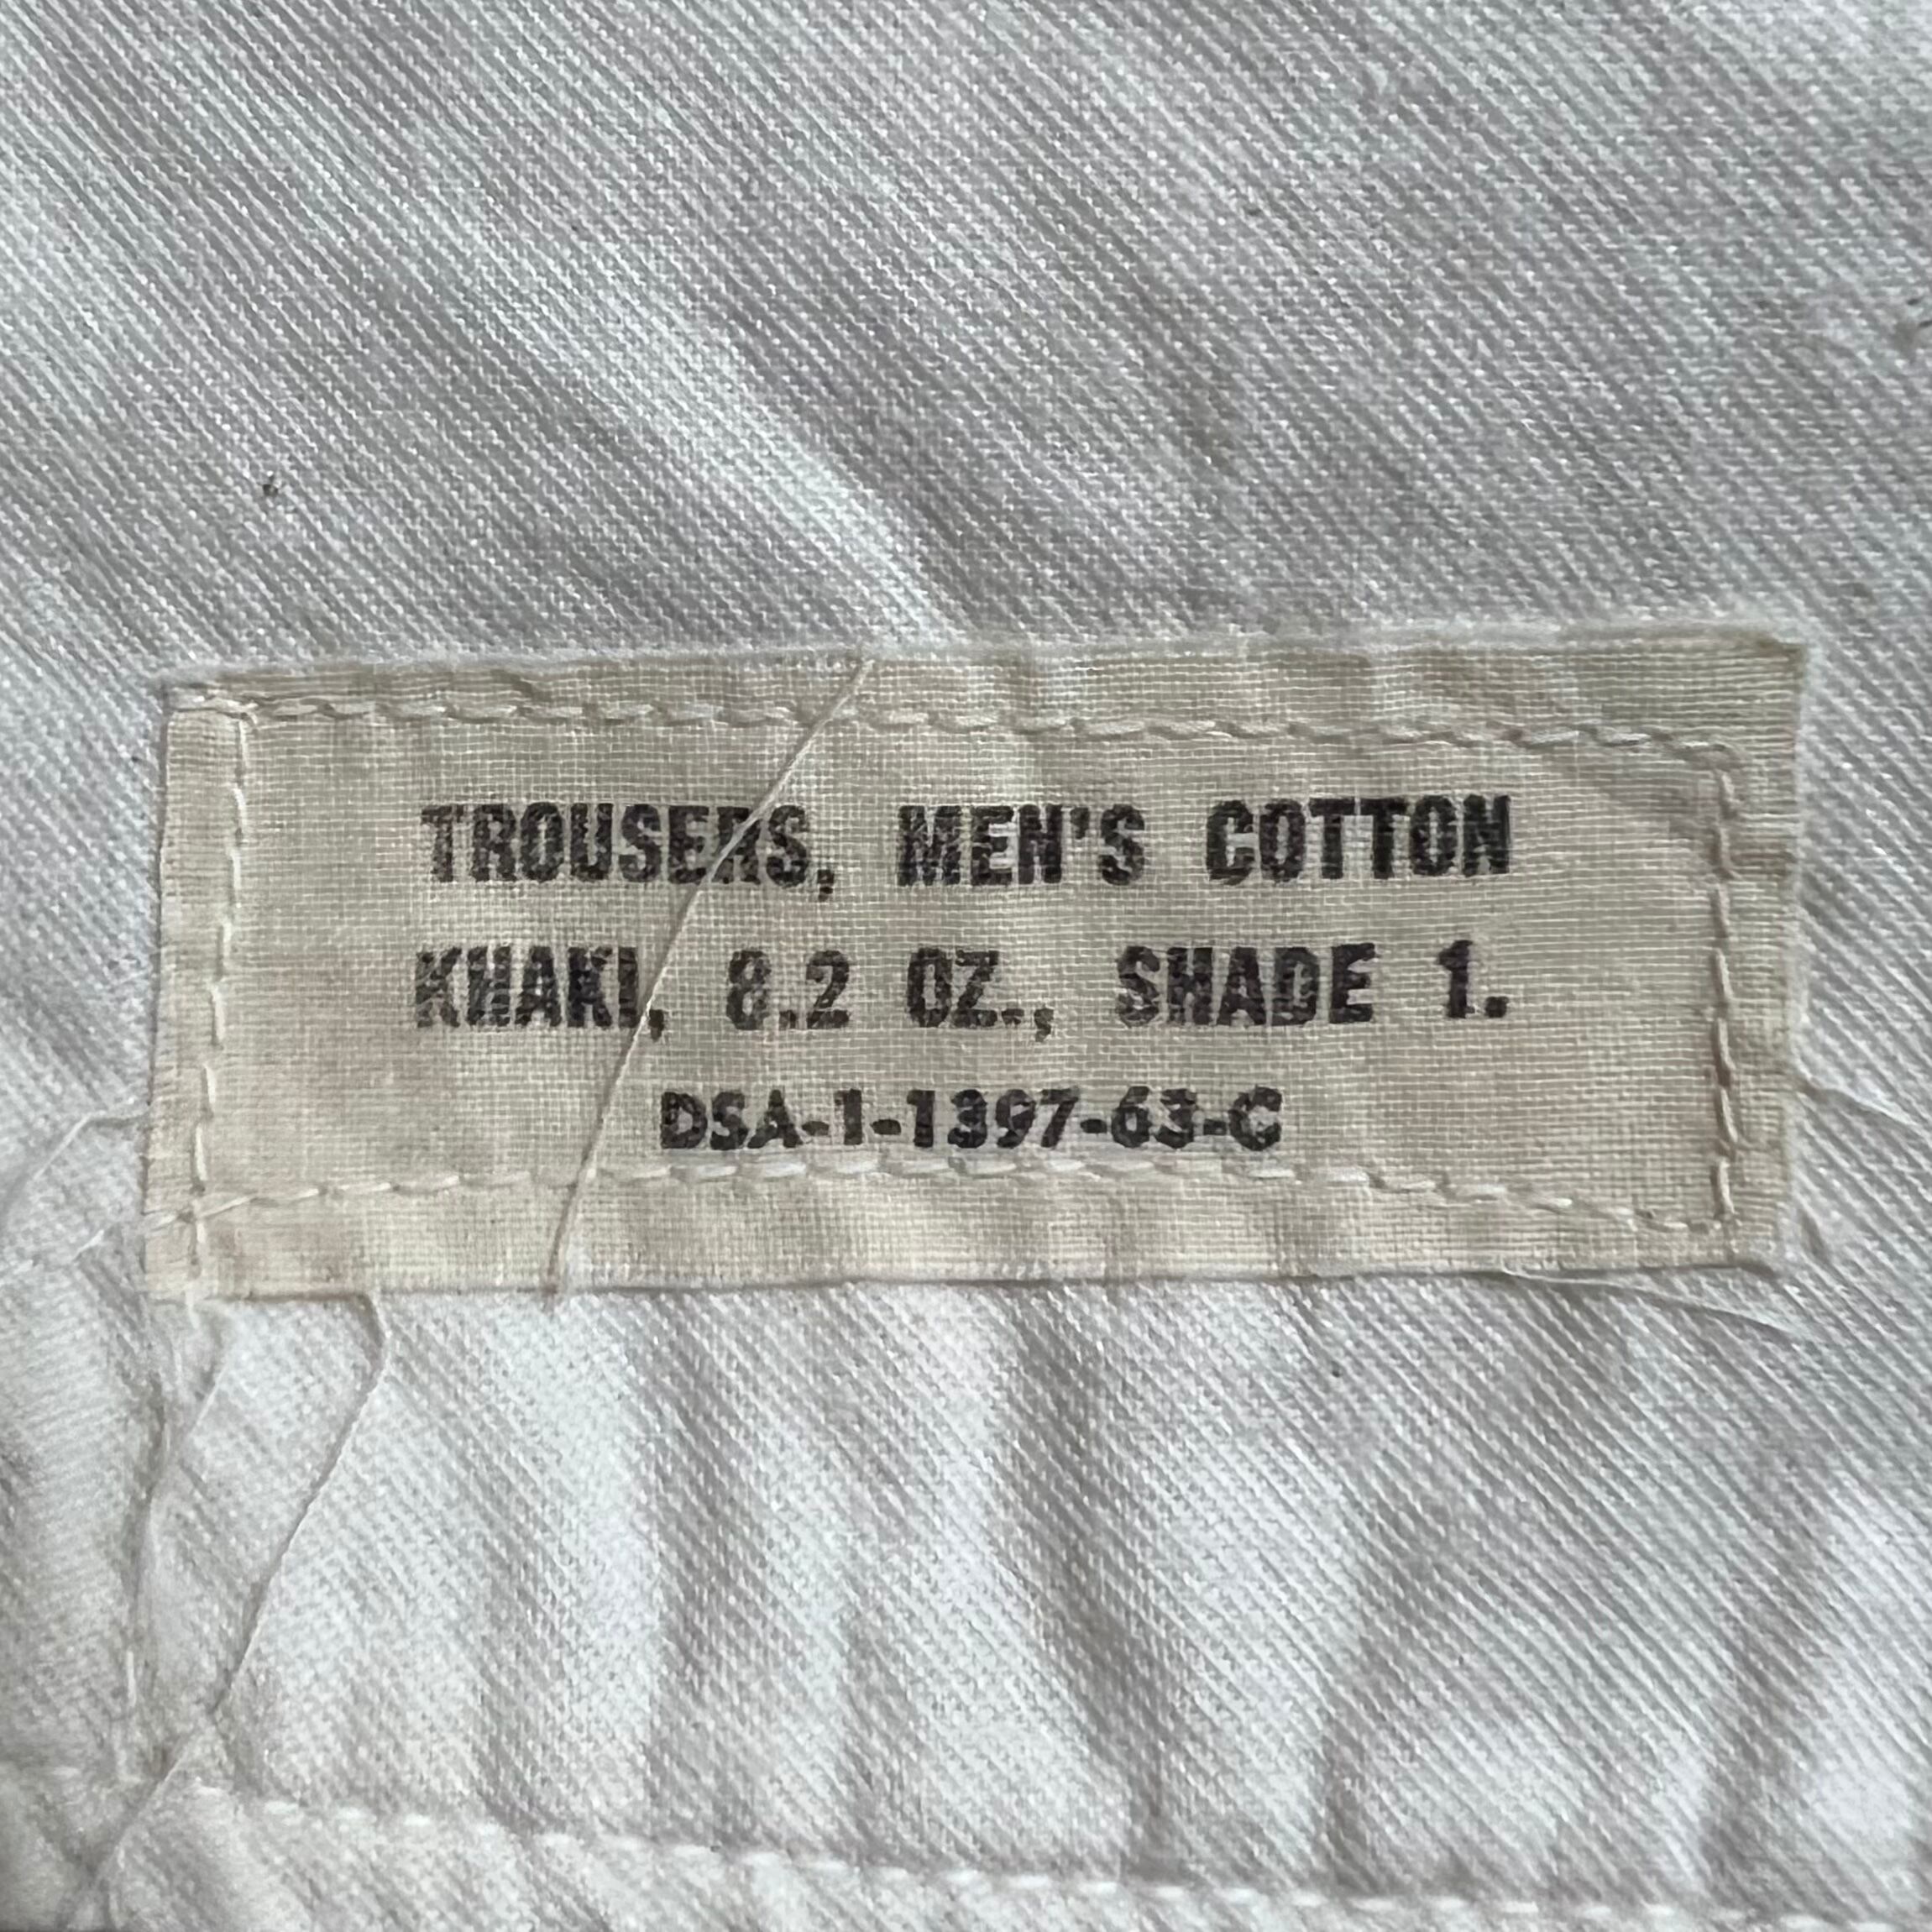 TROUSERS, MEN'S COTTON
KHAKI, 8.2 OZ., SHADE 1.
DSA-1-1397-63-C